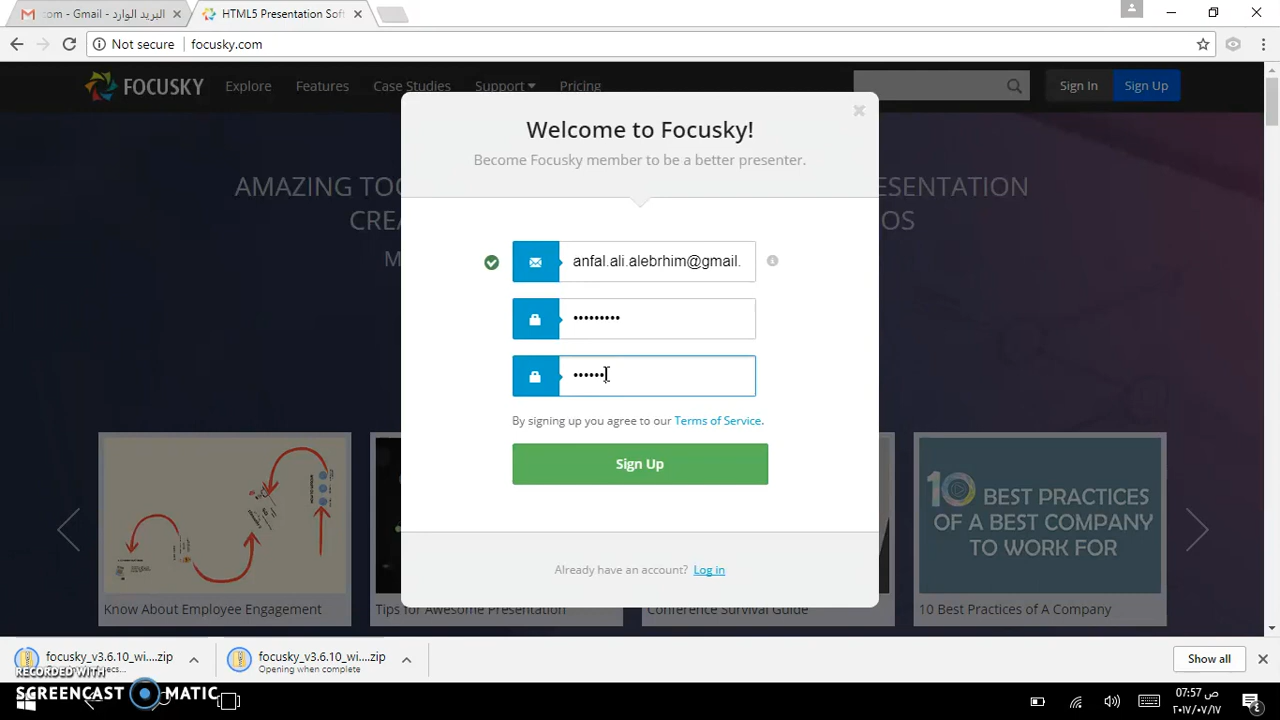 com - Gmail - البريد الوارد
HTML5 Presentation Soft
Not secure
focusky.com
FOCUSKY
Explore
Features
Case Studies
Support
Pricing
Sign In
Sign Up
Welcome to Focusky!
Become Focusky member to be a better presenter.
AMAZING TOO
ESENTATION
CREA
OS
M
anfal.ali.alebrhim@gmail.
By signing up you agree to our Terms of Service.
Sign Up
Already have an account? Log in
10 BEST PRACTICES
OF A BEST COMPANY
TO WORK FOR
Know About Employee Engagement
Tips for Awesome Presentation
Conference Survival Guide
10 Best Practices of A Company
focusky_v3.6.10_wi....zip
focusky_v3.6.10_wi....zip
Opening when complete
Show all
RECORDED WITH
SCREENCAST MATIC
07:57 ص
٢٠١٧/٠٧/١٧
٤